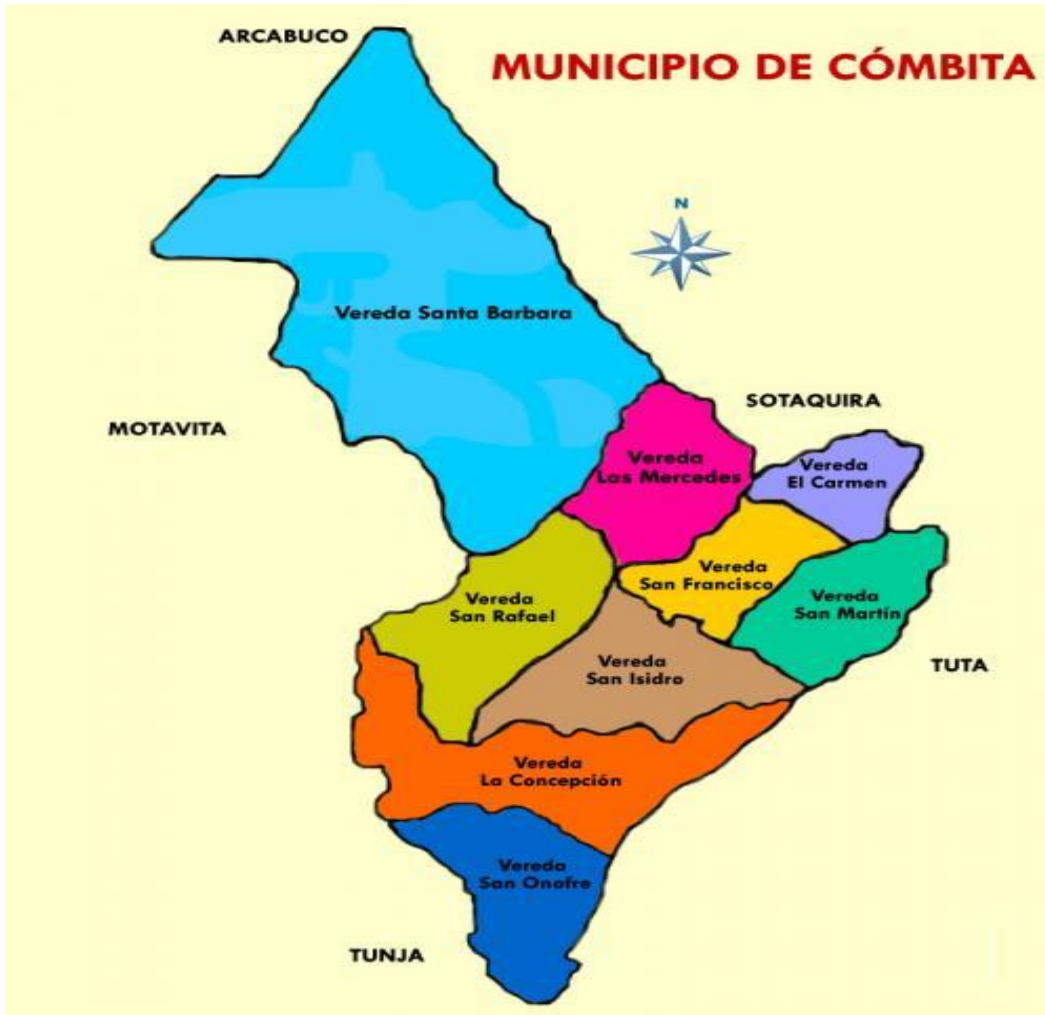 ARCABUCO
MUNICIPIO DE CÓMBITA
N
Vereda Santa Barbara
SOTAQUIRA
MOTAVITA
Vereda
Las Mercedes
Vereda
El Carmen
Vereda
San Francisco
Vereda
San Rafael
Vereda
San Martín
Vereda
San Isidro
TUTA
Vereda
La Concepción
Vereda
San Onofre
TUNJA